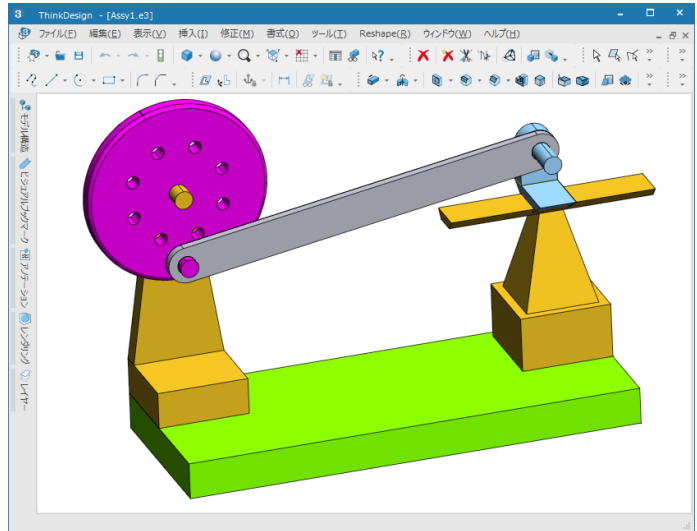 ThinkDesign - [Assy1.e3]
ファイル(F) 編集(E) 表示(V) 挿入(I) 修正(M) 書式(O) ツール(T) Reshape(R) ウィンドウ(W) ヘルプ(H)
モデル構造
ビジュアルブックマーク
アノテーション
レンダリング
レイヤー